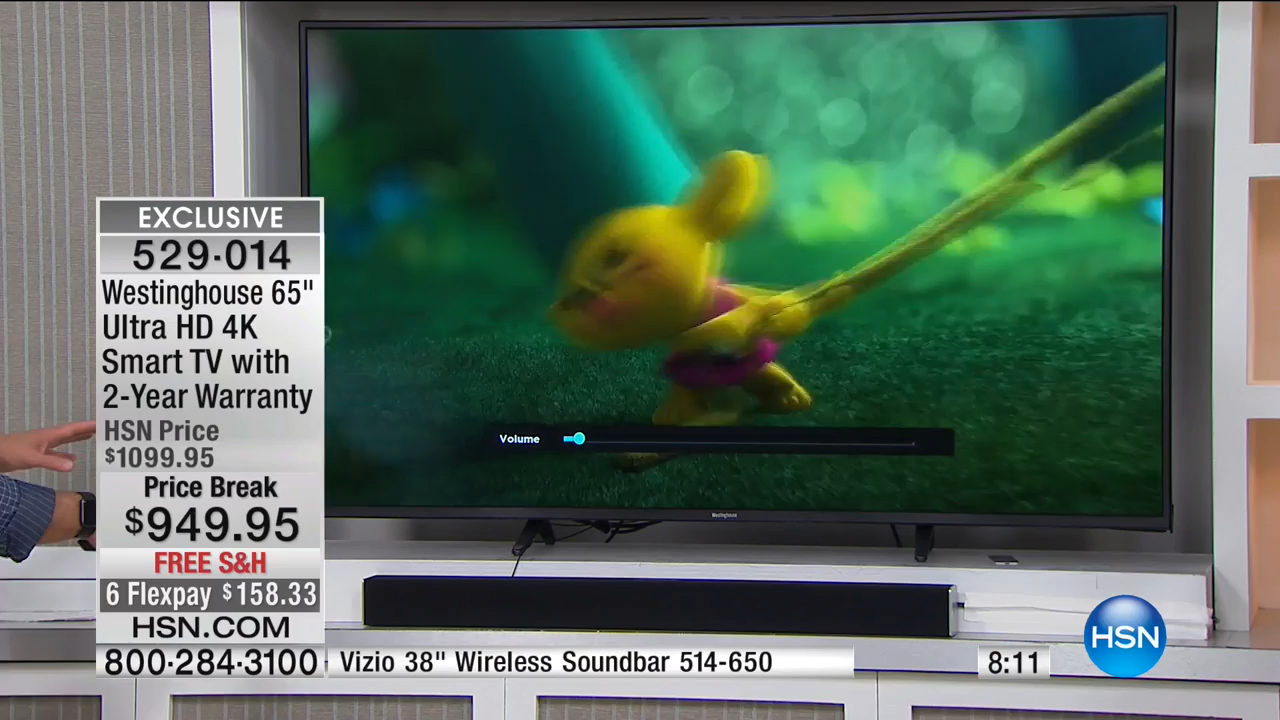 EXCLUSIVE
529-014
Westinghouse 65"
Ultra HD 4K
Smart TV with
2-Year Warranty
HSN Price
$1099.95
Price Break
$949.95
FREE S&H
6 Flexpay $158.33
HSN.COM
800-284-3100
Vizio 38" Wireless Soundbar 514-650
8:11
HSN
Volume
Westinghouse